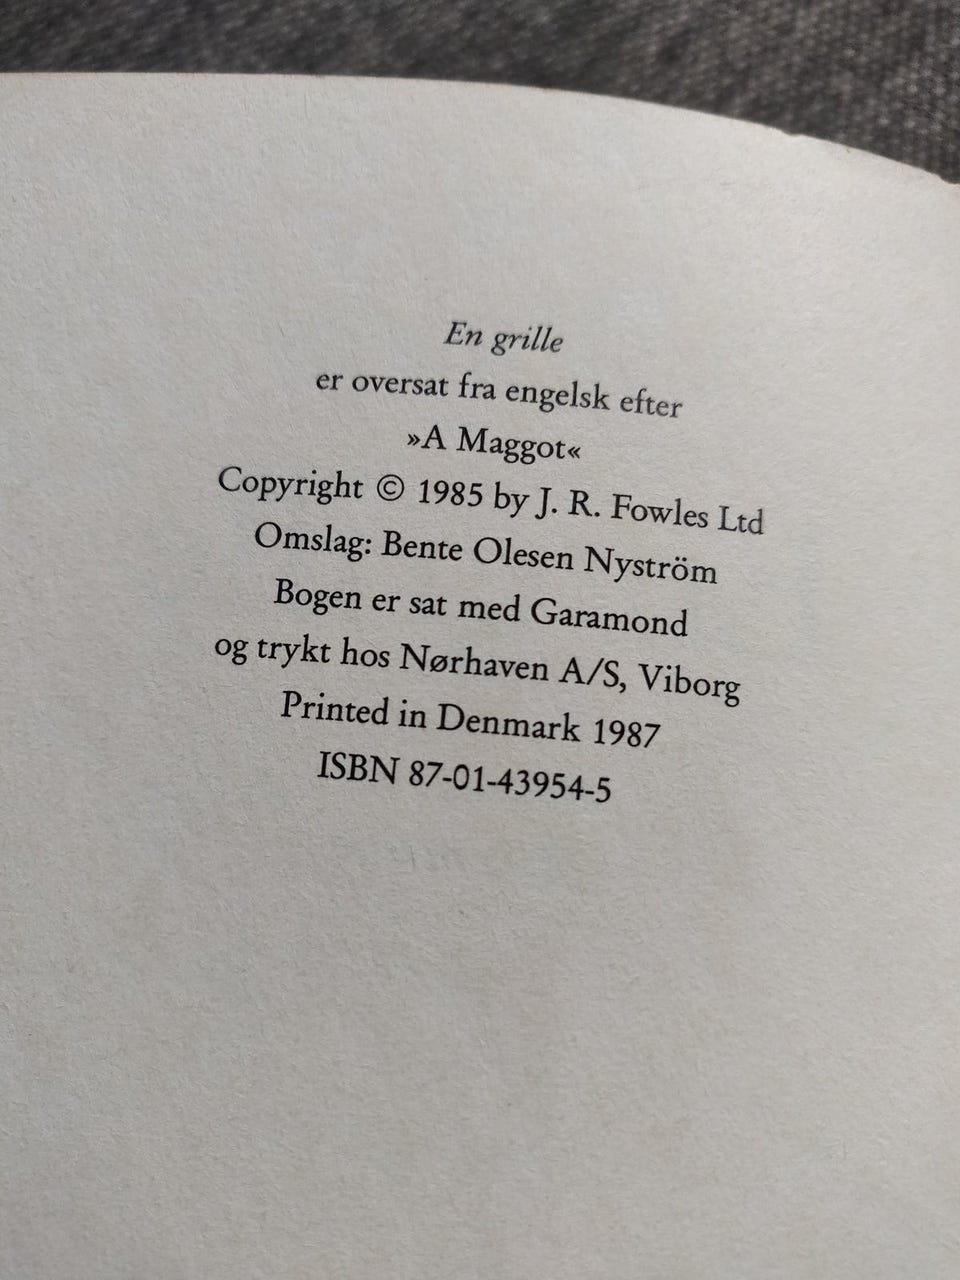 En grille
er oversat fra engelsk efter
»A Maggot«
Copyright © 1985 by J. R. Fowles Ltd
Omslag: Bente Olesen Nyström
Bogen er sat med Garamond
og trykt hos Nørhaven A/S, Viborg
Printed in Denmark 1987
ISBN 87-01-43954-5